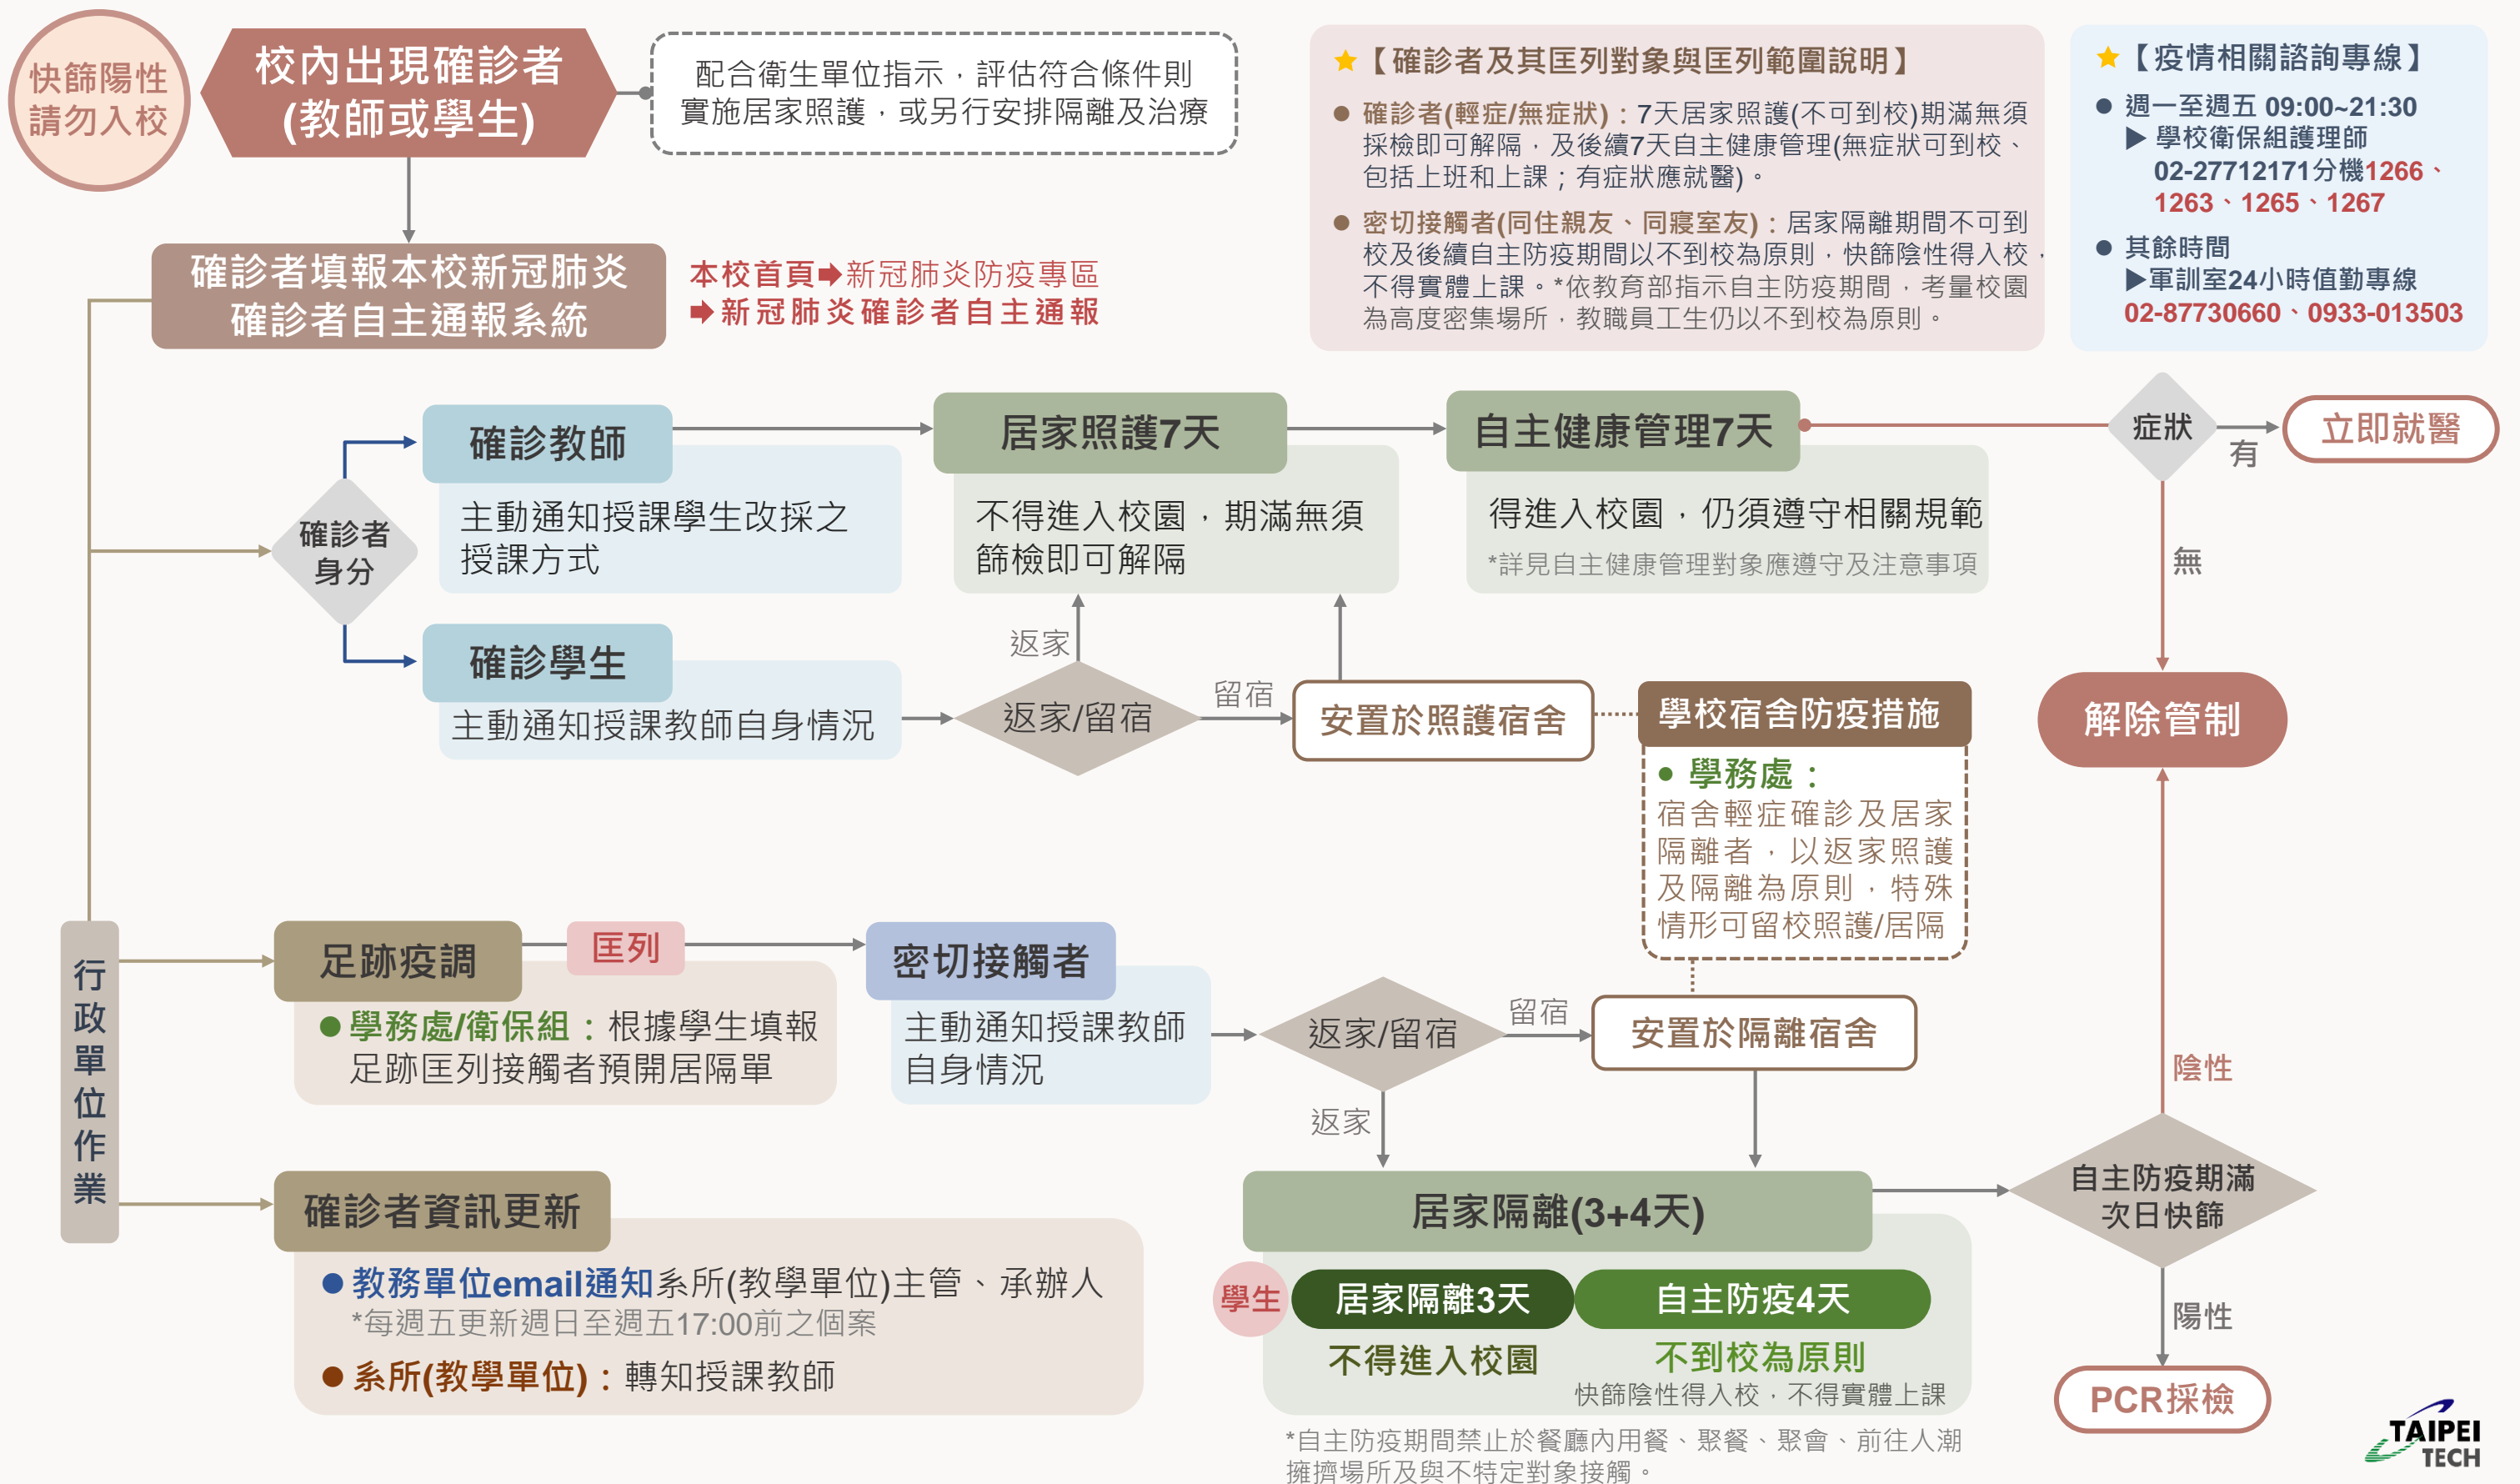 快篩陽性
請勿入校
校內出現確診者
(教師或學生)
配合衛生單位指示，評估符合條件則
實施居家照護，或另行安排隔離及治療
【確診者及其匡列對象與匡列範圍說明】
確診者(輕症/無症狀)：7天居家照護(不可到校)期滿無須
採檢即可解隔，及後續7天自主健康管理(無症狀可到校、
包括上班和上課；有症狀應就醫)。
密切接觸者(同住親友、同寢室友)：居家隔離期間不可到
校及後續自主防疫期間以不到校為原則，快篩陰性得入校，
不得實體上課。*依教育部指示自主防疫期間，考量校園
為高度密集場所，教職員工生仍以不到校為原則。
【疫情相關諮詢專線】
週一至週五 09:00~21:30
▶ 學校衛保組護理師
02-27712171分機1266、
1263、1265、1267
其餘時間
▶軍訓室24小時值勤專線
02-87730660、0933-013503
確診者填報本校新冠肺炎
確診者自主通報系統
本校首頁➡新冠肺炎防疫專區
➡新冠肺炎確診者自主通報
確診者
身分
確診教師
主動通知授課學生改採之
授課方式
居家照護7天
不得進入校園，期滿無須
篩檢即可解隔
自主健康管理7天
得進入校園，仍須遵守相關規範
*詳見自主健康管理對象應遵守及注意事項
症狀
有
立即就醫
無
確診學生
主動通知授課教師自身情況
返家
返家/留宿
留宿
安置於照護宿舍
學校宿舍防疫措施
學務處：
宿舍輕症確診及居家
隔離者，以返家照護
及隔離為原則，特殊
情形可留校照護/居隔
解除管制
行政單位作業
足跡疫調
匡列
學務處/衛保組：根據學生填報
足跡匡列接觸者預開居隔單
密切接觸者
主動通知授課教師
自身情況
返家/留宿
留宿
安置於隔離宿舍
返家
陰性
確診者資訊更新
教務單位email通知系所(教學單位)主管、承辦人
*每週五更新週日至週五17:00前之個案
系所(教學單位)：轉知授課教師
居家隔離(3+4天)
學生
居家隔離3天
自主防疫4天
不得進入校園
不到校為原則
快篩陰性得入校，不得實體上課
*自主防疫期間禁止於餐廳內用餐、聚餐、聚會、前往人潮
擁擠場所及與不特定對象接觸。
自主防疫期滿
次日快篩
陽性
PCR採檢
TAIPEI
TECH